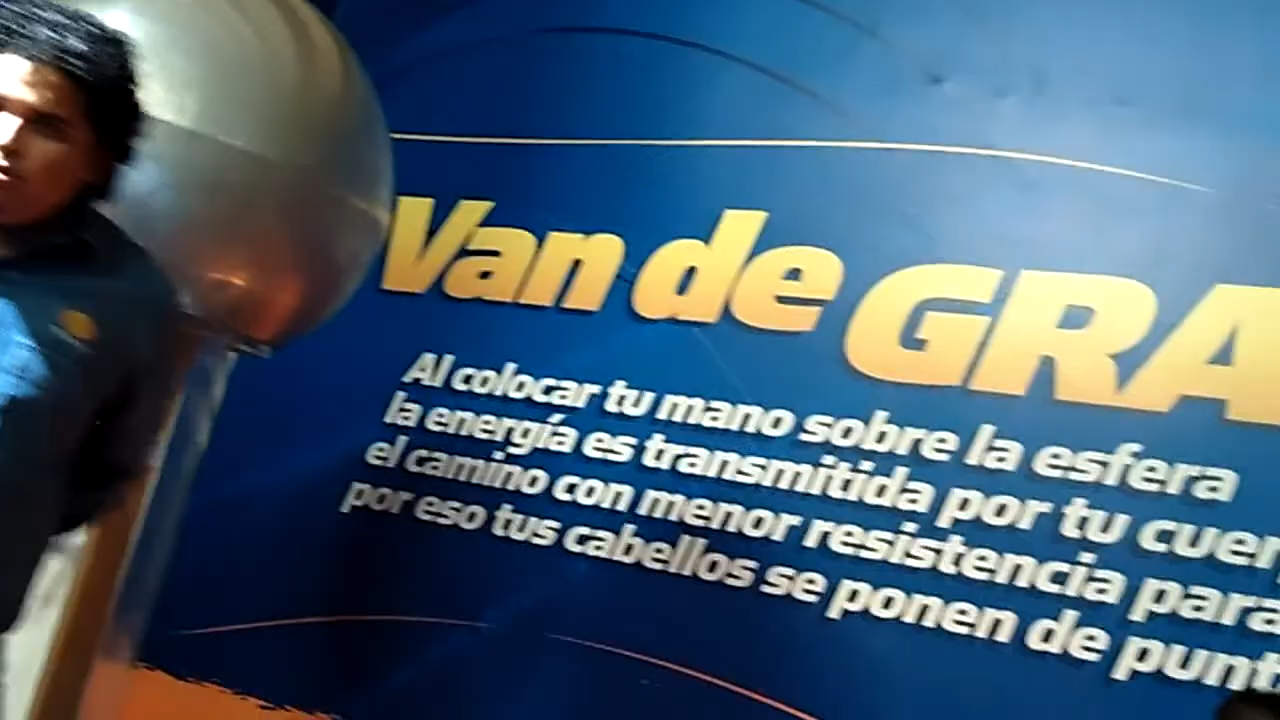 Van de GRA
Al colocar tu mano sobre la esfera
la energía es transmitida por tu cuer
el camino con menor resistencia para
por eso tus cabellos se ponen de punt